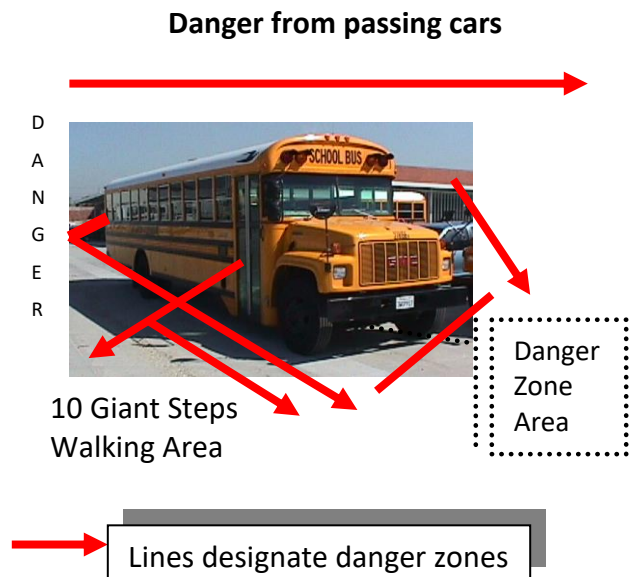 Danger from passing cars
D
A
N
G
E
R
SCHOOL BUS
Danger
Zone
Area
10 Giant Steps
Walking Area
Lines designate danger zones